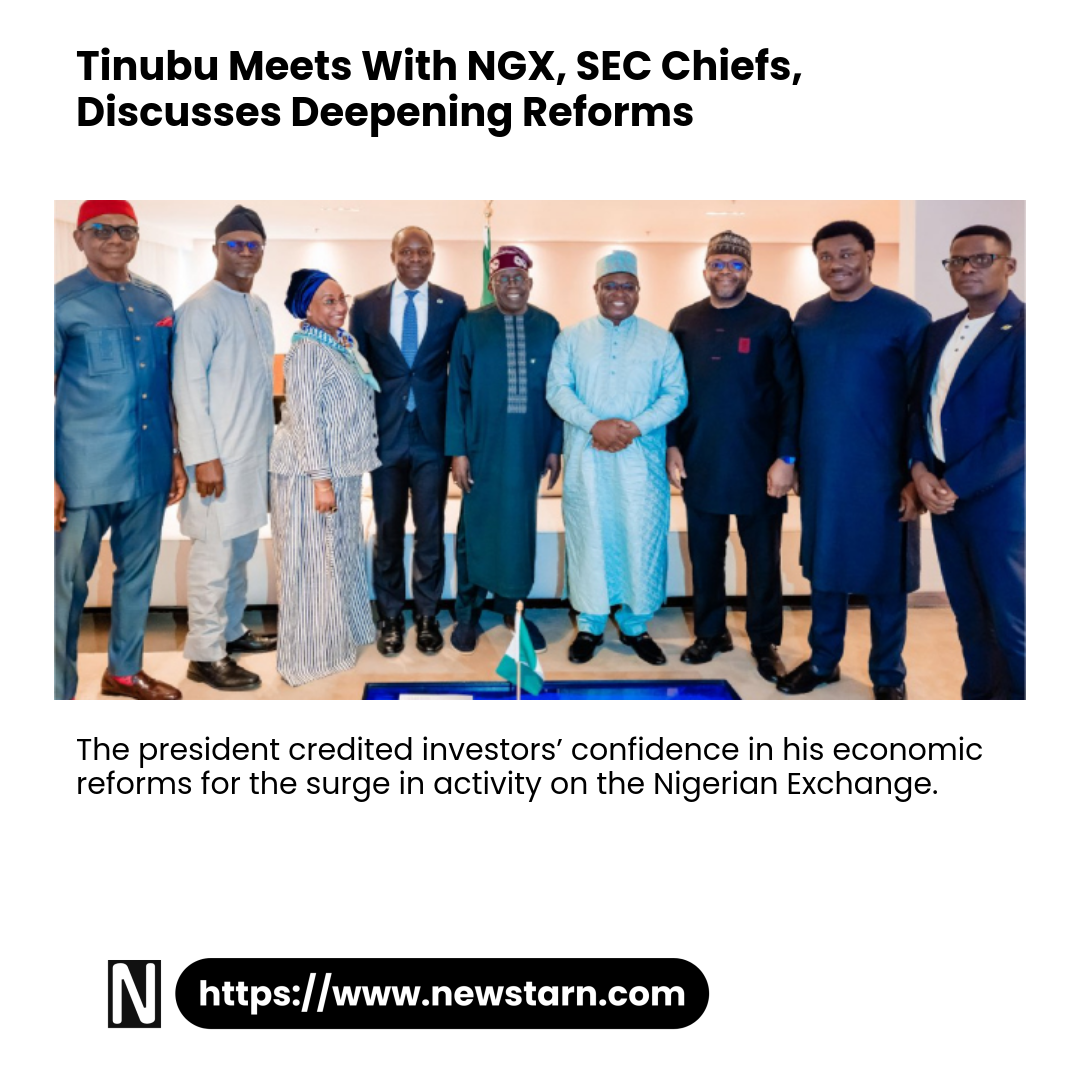 Tinubu Meets With NGX, SEC Chiefs,
Discusses Deepening Reforms
The president credited investors’ confidence in his economic
reforms for the surge in activity on the Nigerian Exchange.
N
https://www.newstarn.com